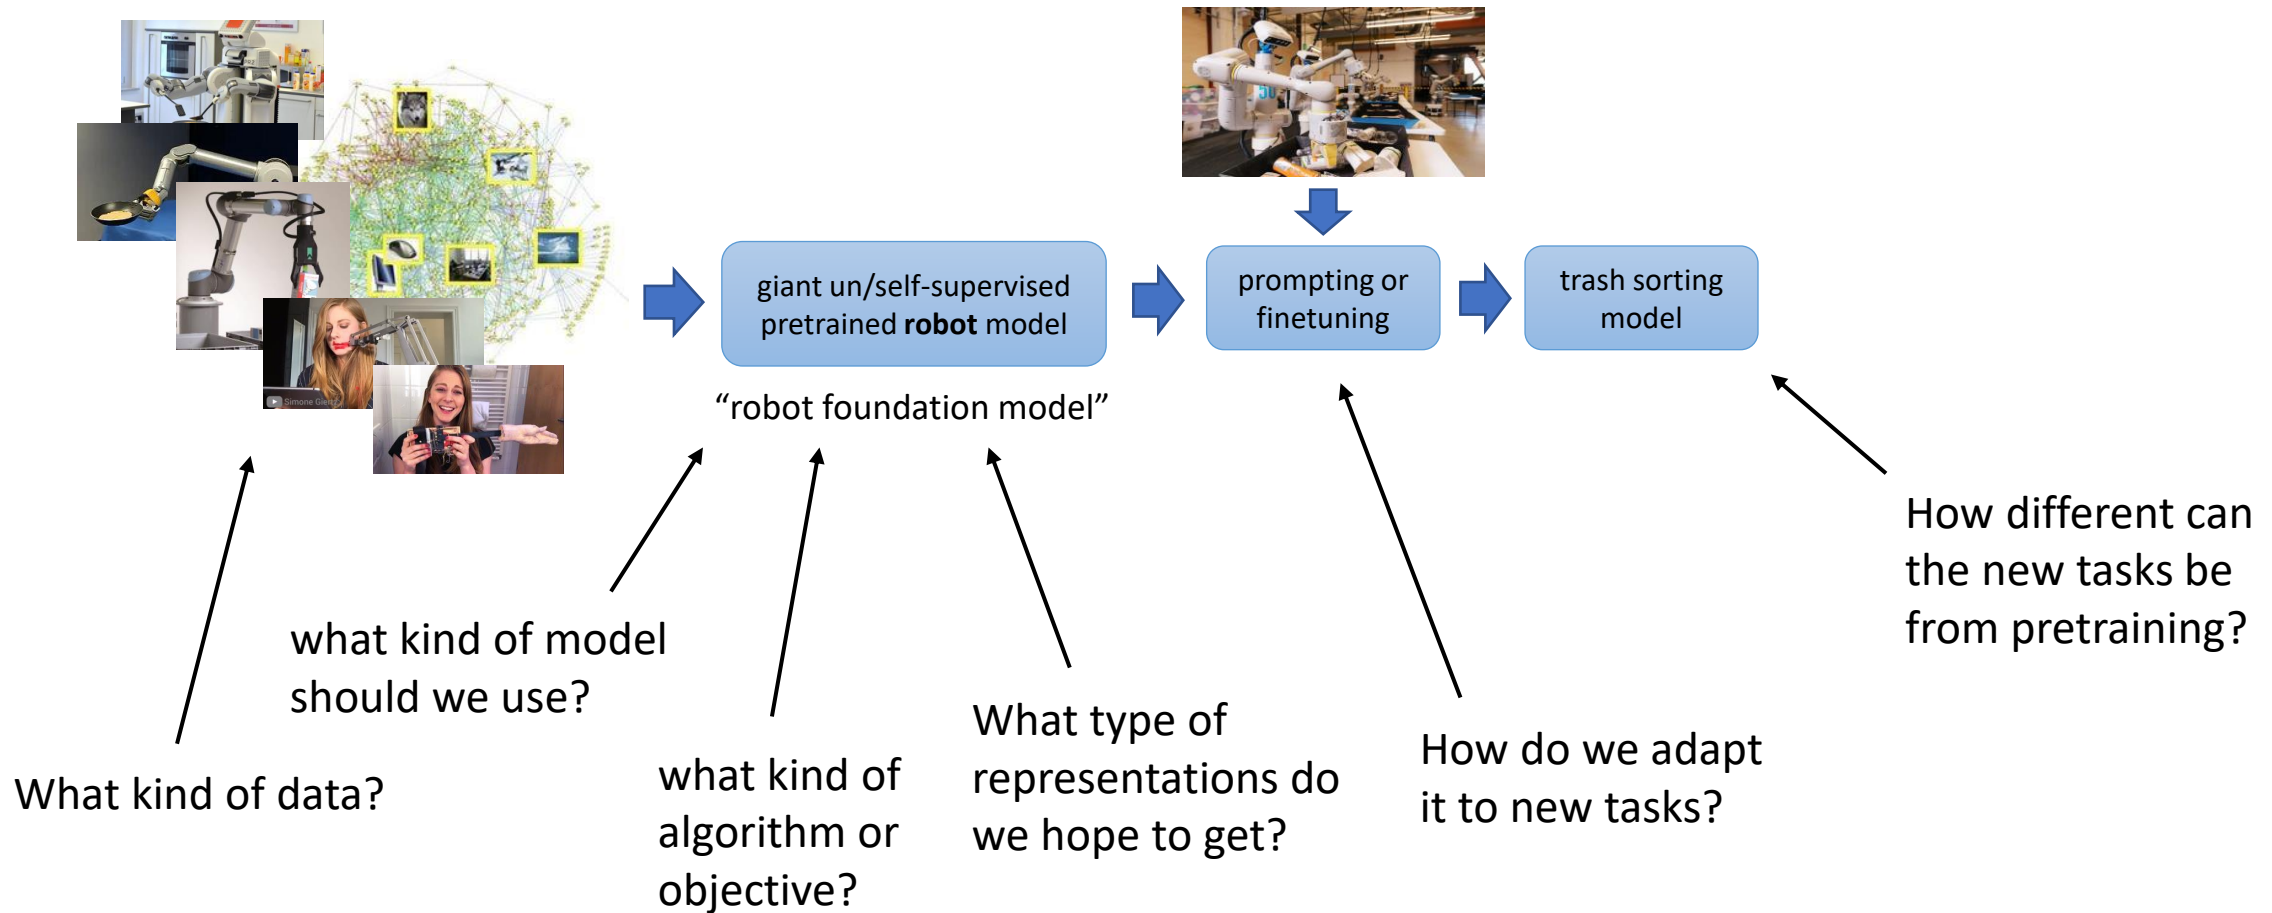 giant un/self-supervised
pretrained robot model
“robot foundation model”
prompting or
finetuning
trash sorting
model
What kind of data?
what kind of model
should we use?
what kind of
algorithm or
objective?
What type of
representations do
we hope to get?
How do we adapt
it to new tasks?
How different can
the new tasks be
from pretraining?
Simone Giertz
PR2